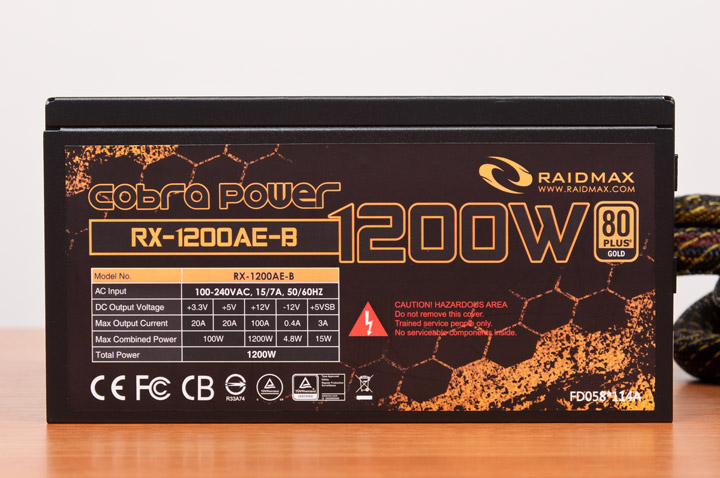 RAIDMAX
WWW.RAIDMAX.COM
Cobra POWER
1200W
80
PLUS
GOLD
RX-1200AE-B
Model No. RX-1200AE-B
AC Input 100-240VAC, 15/7A, 50/60HZ
DC Output Voltage +3.3V +5V +12V -12V +5VSB
Max Output Current 20A 20A 100A 0.4A 3A
Max Combined Power 100W 1200W 4.8W 15W
Total Power 1200W
CAUTION! HAZARDOUS AREA
Do not remove this cover.
Trained service people only.
No serviceable components inside.
CE FC CB
R33A74
FD058*114A